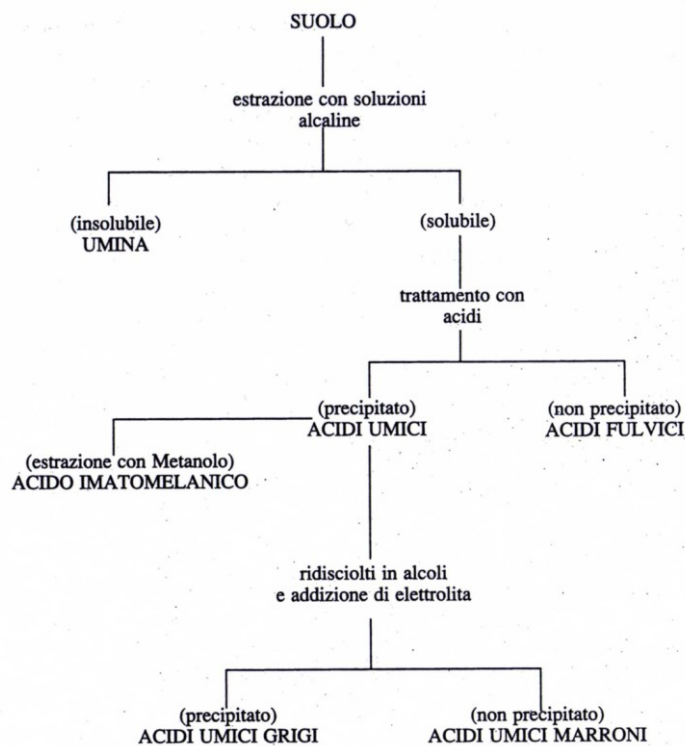 SUOLO
estrazione con soluzioni
alcaline
(insolubile)
UMINA
(solubile)
trattamento con
acidi
(precipitato)
ACIDI UMICI
(non precipitato)
ACIDI FULVICI
(estrazione con Metanolo)
ACIDO IMATOMELANICO
ridisciolti in alcoli
e addizione di elettrolita
(precipitato)
ACIDI UMICI GRIGI
(non precipitato)
ACIDI UMICI MARRONI